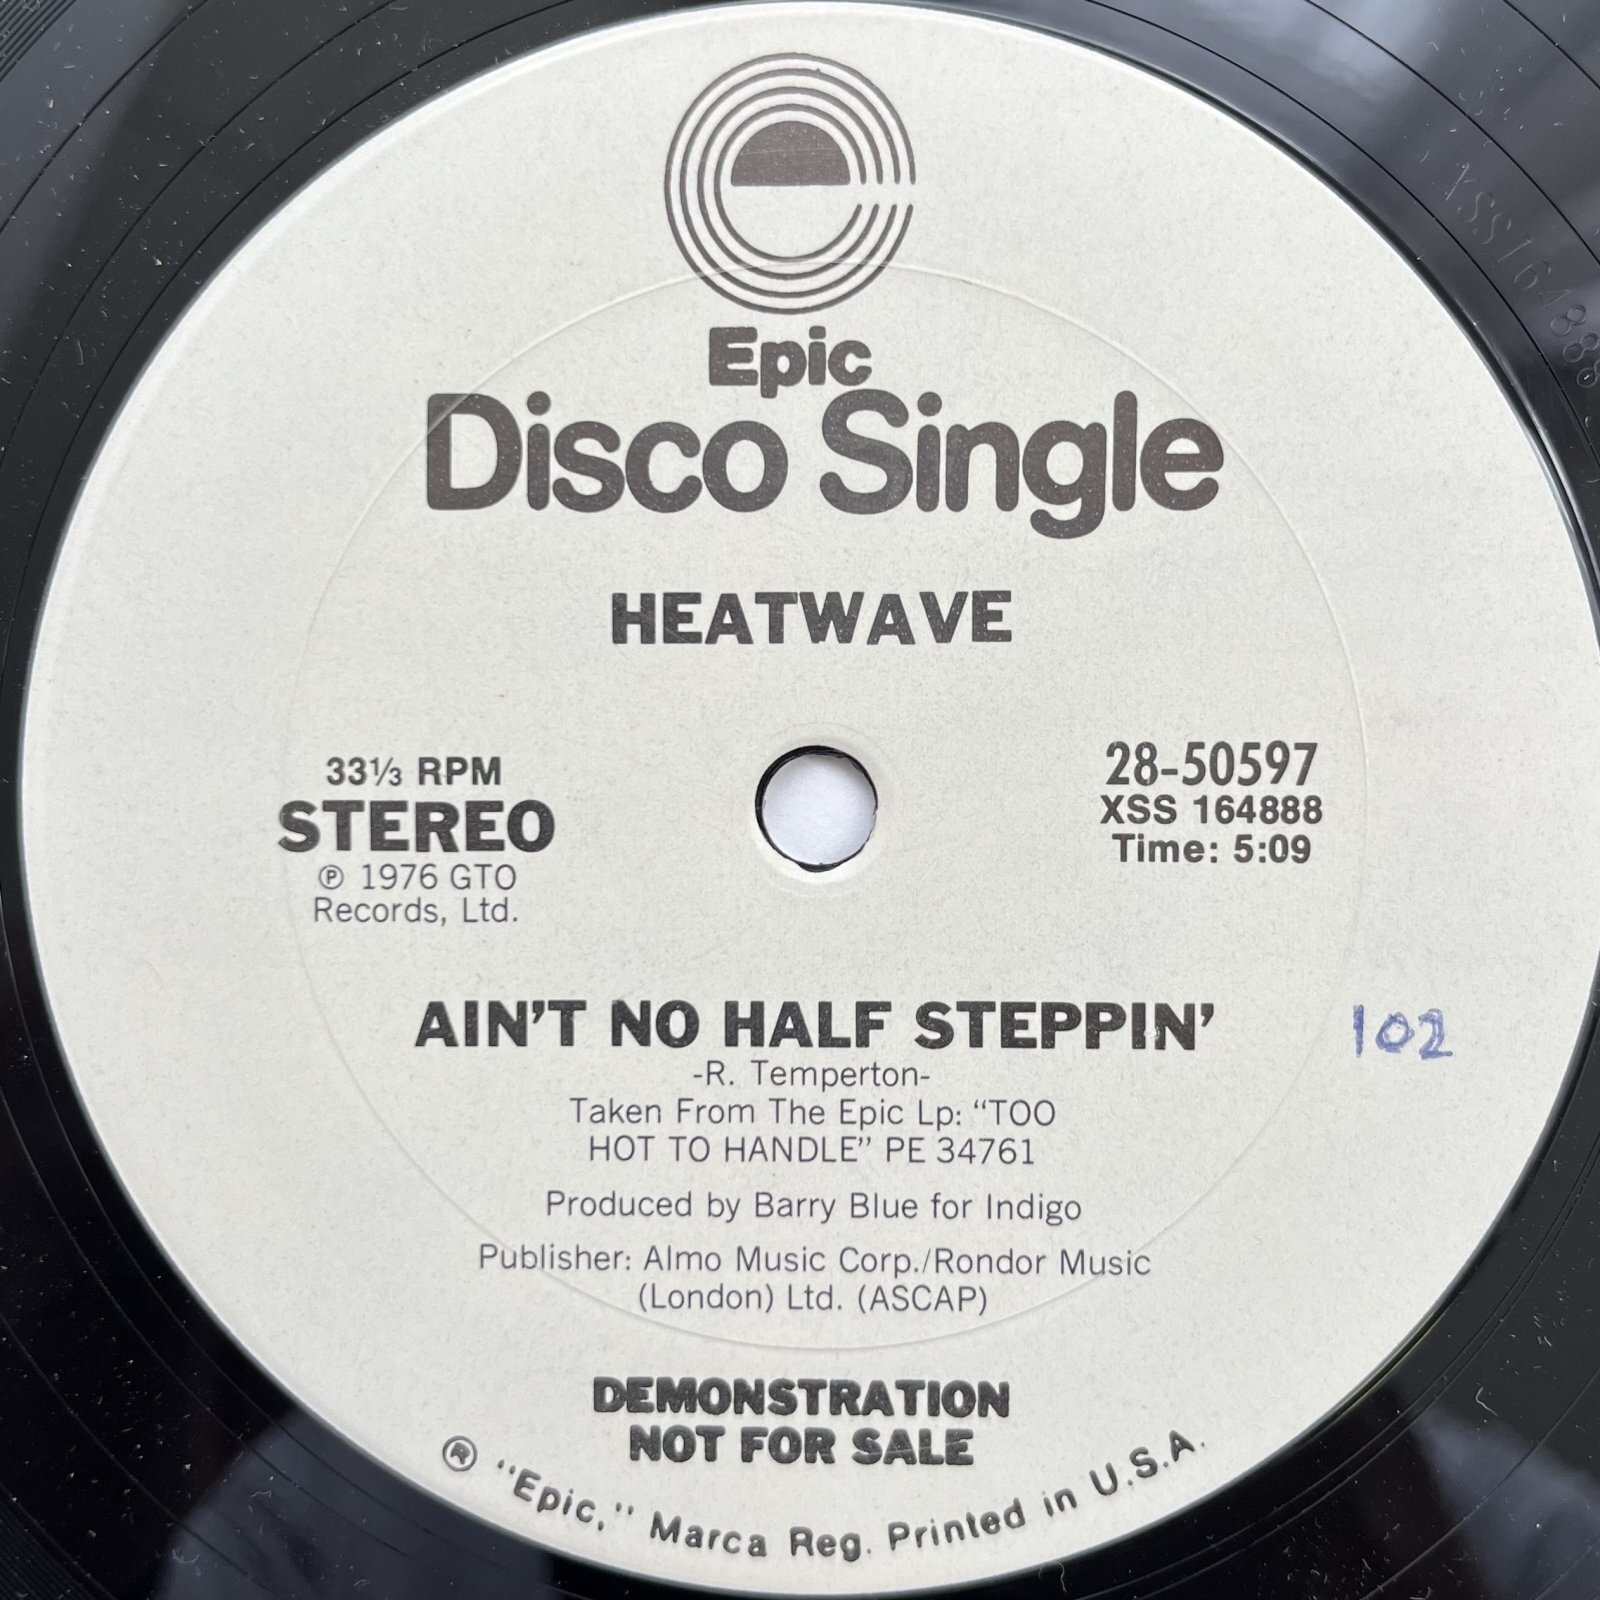 Epic
Disco Single
HEATWAVE
33⅓ RPM
STEREO
℗ 1976 GTO
Records, Ltd.
28-50597
XSS 164888
Time: 5:09
AIN'T NO HALF STEPPIN'
102
-R. Temperton-
Taken From The Epic Lp: "TOO
HOT TO HANDLE" PE 34761
Produced by Barry Blue for Indigo
Publisher: Almo Music Corp./Rondor Music
(London) Ltd. (ASCAP)
DEMONSTRATION
NOT FOR SALE
® "Epic," Marca Reg. Printed in U.S.A.
XSS 164888